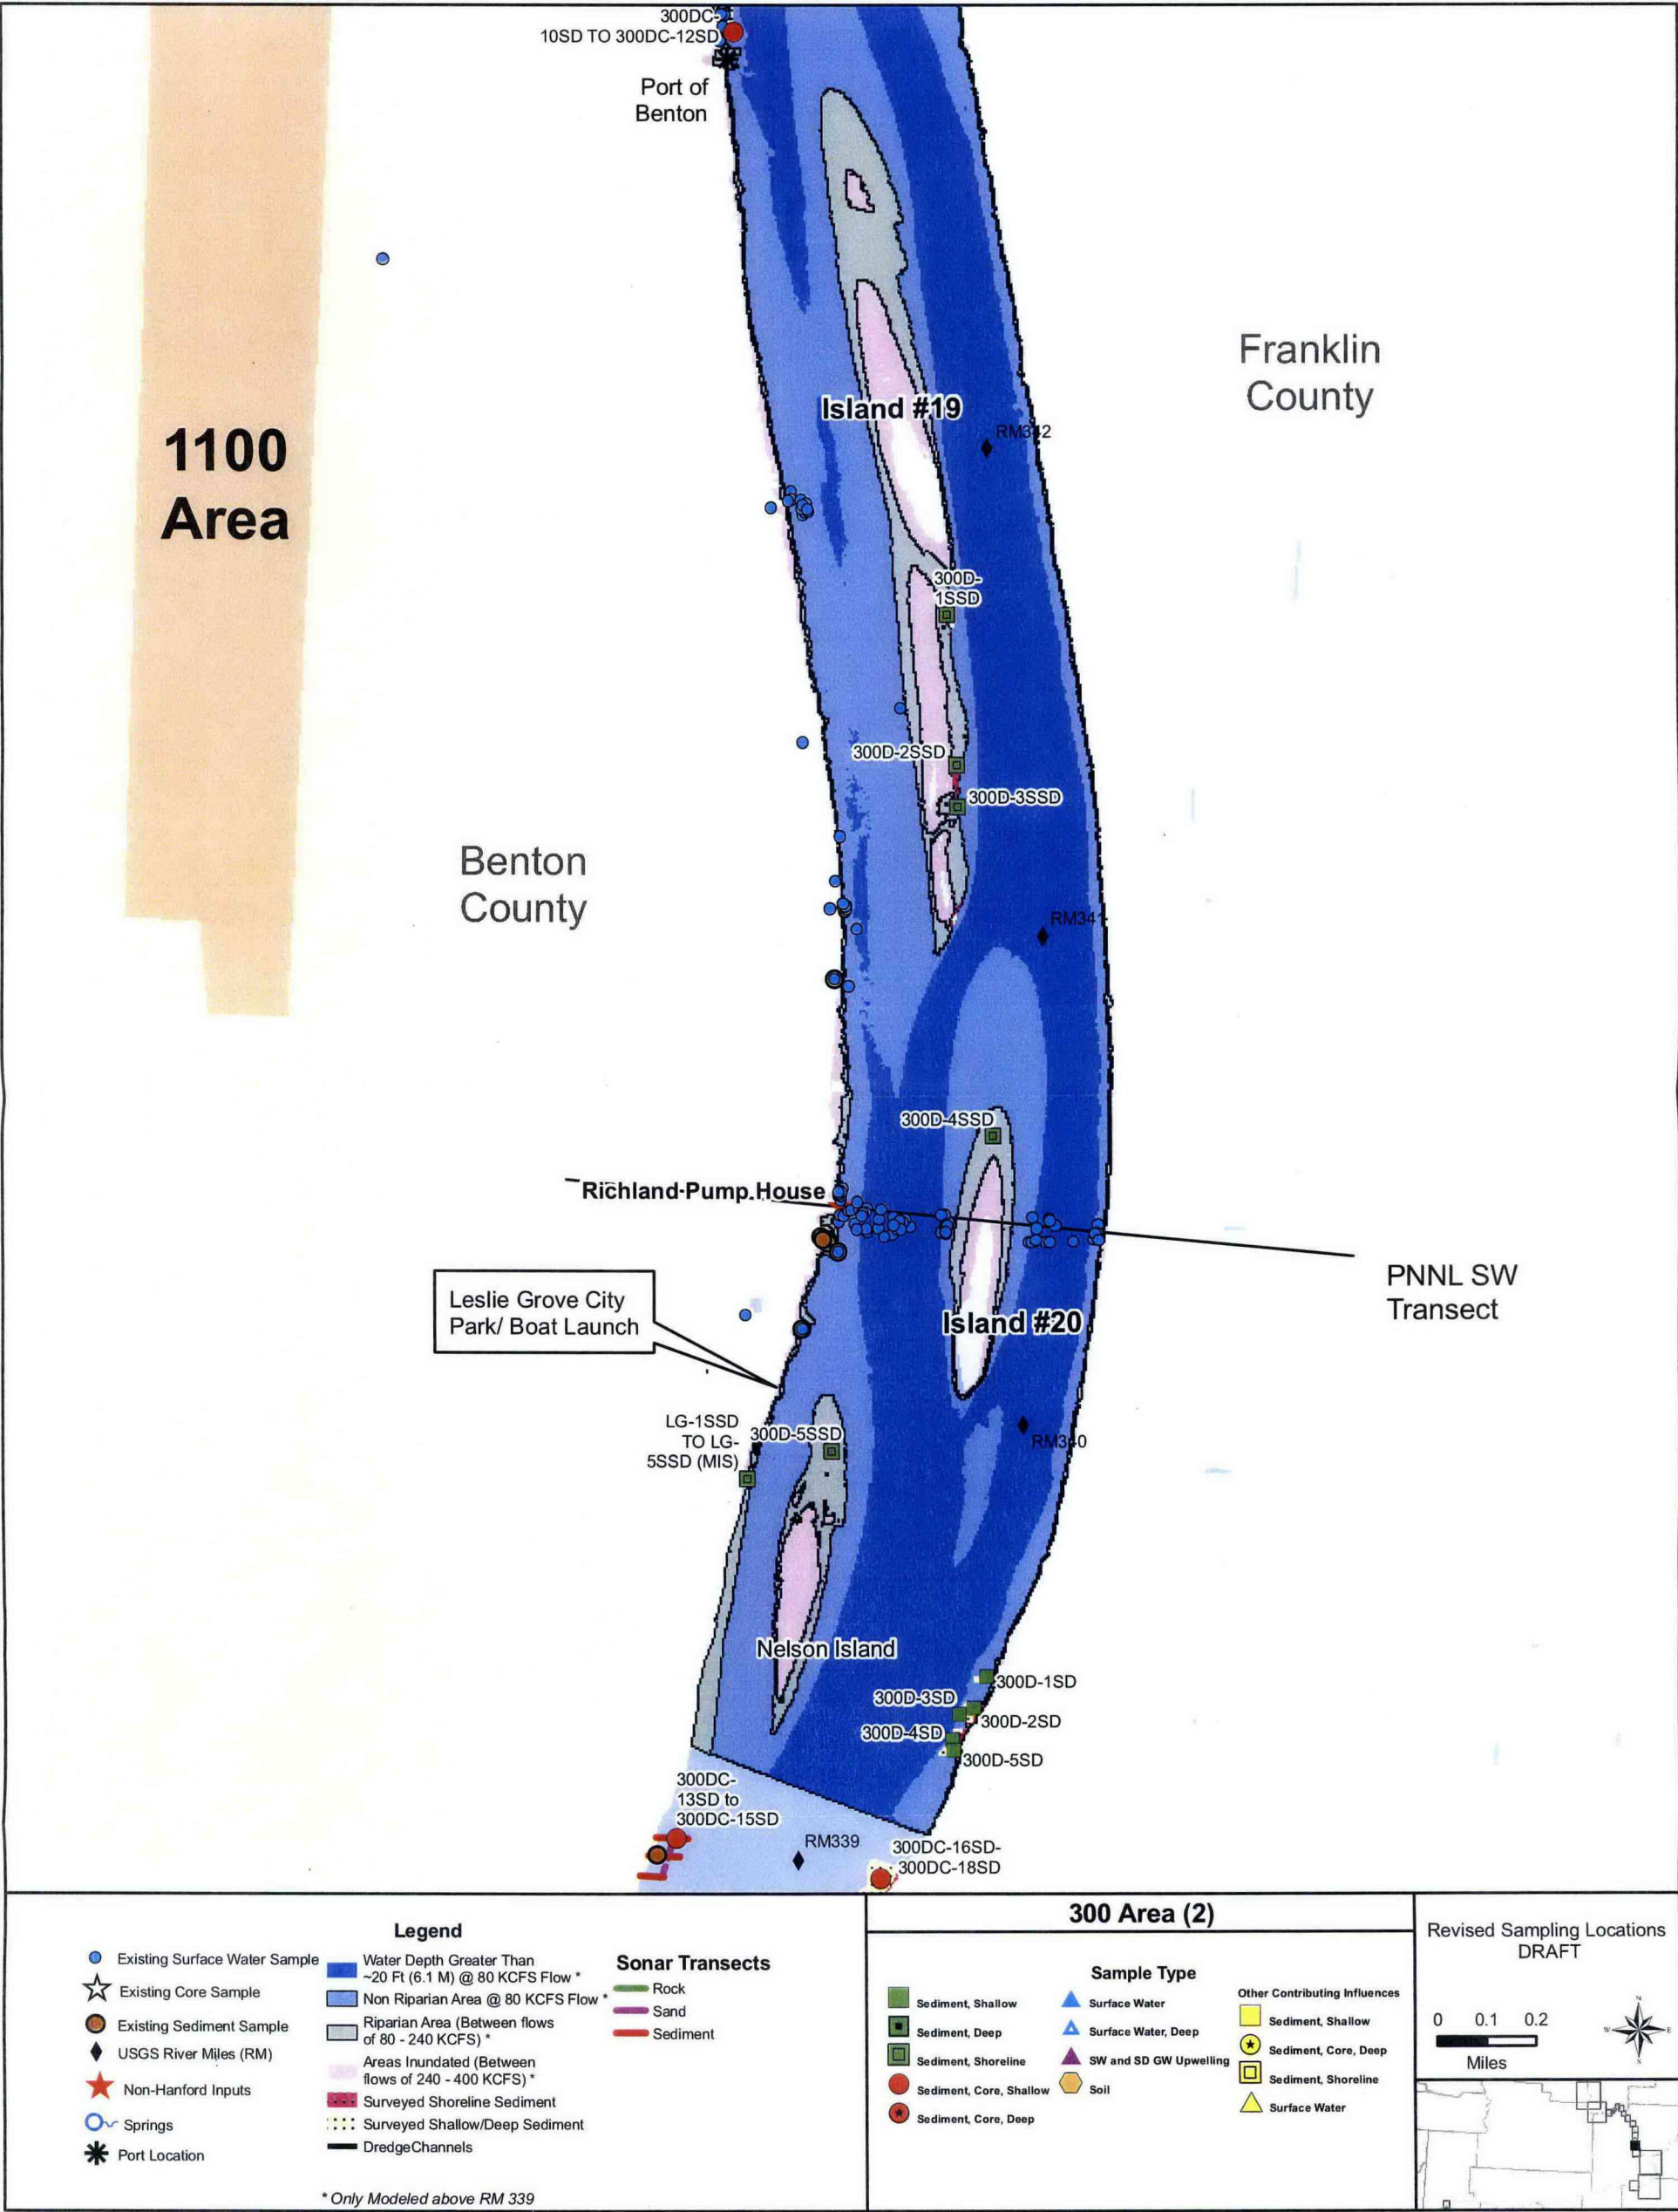 300DC-
10SD TO 300DC-12SD
Port of
Benton
Franklin
County
1100
Area
Island #19
RM342
300D-
1SSD
300D-2SSD
300D-3SSD
Benton
County
RM341
300D-4SSD
Richland Pump House
PNNL SW
Transect
Leslie Grove City
Park/ Boat Launch
Island #20
LG-1SSD
TO LG-
5SSD (MIS)
300D-5SSD
RM340
Nelson Island
300D-1SD
300D-3SD
300D-2SD
300D-4SD
300D-5SD
300DC-
13SD to
300DC-15SD
RM339
300DC-16SD-
300DC-18SD
Legend
Existing Surface Water Sample
Existing Core Sample
Existing Sediment Sample
USGS River Miles (RM)
Non-Hanford Inputs
Springs
Port Location
Water Depth Greater Than
~20 Ft (6.1 M) @ 80 KCFS Flow *
Non Riparian Area @ 80 KCFS Flow *
Riparian Area (Between flows
of 80 - 240 KCFS) *
Areas Inundated (Between
flows of 240 - 400 KCFS) *
Surveyed Shoreline Sediment
Surveyed Shallow/Deep Sediment
DredgeChannels
* Only Modeled above RM 339
Sonar Transects
Rock
Sand
Sediment
300 Area (2)
Sample Type
Sediment, Shallow
Sediment, Deep
Sediment, Shoreline
Sediment, Core, Shallow
Sediment, Core, Deep
Surface Water
Surface Water, Deep
SW and SD GW Upwelling
Soil
Other Contributing Influences
Sediment, Shallow
Sediment, Core, Deep
Sediment, Shoreline
Surface Water
Revised Sampling Locations
DRAFT
0 0.1 0.2
Miles
N
W E
S